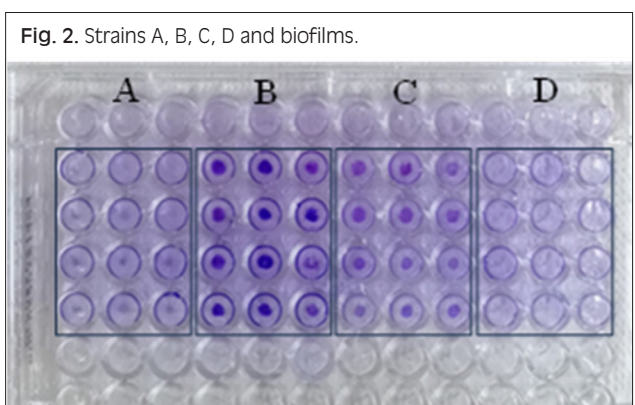 Fig. 2. Strains A, B, C, D and biofilms.
A B C D